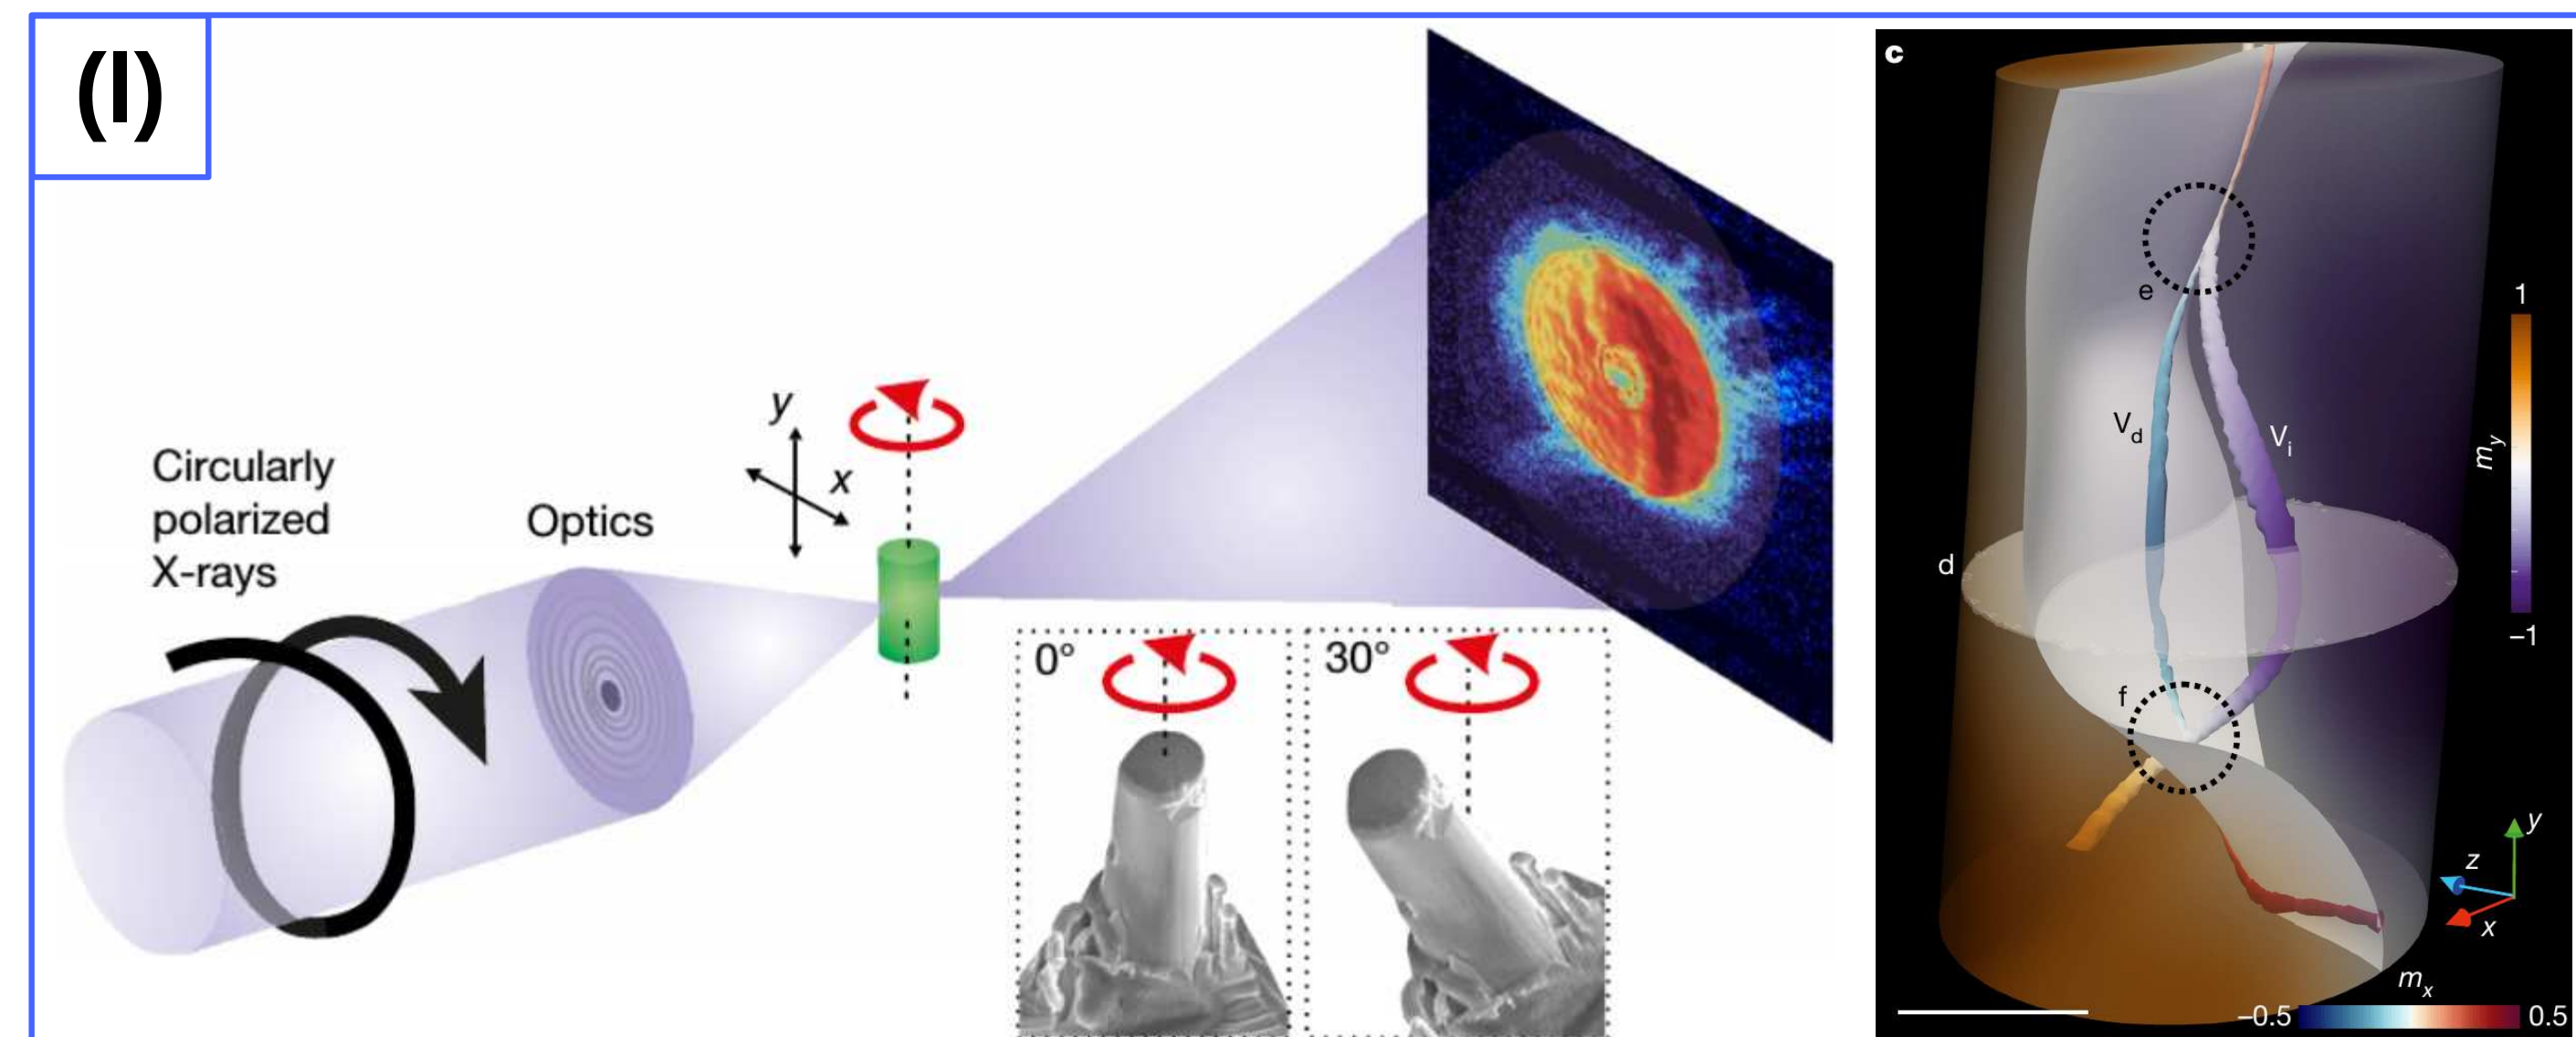 (l)
Circularly
polarized
X-rays
Optics
y
x
0°
30°
c
e
V_d
V_i
d
f
1
m_y
–1
y
z
x
m_x
–0.5
0.5